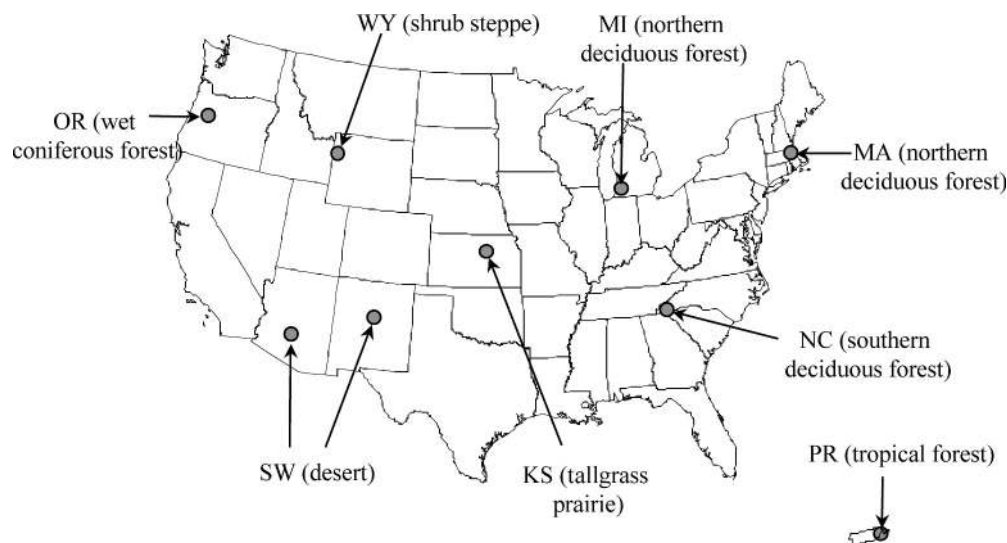 WY (shrub steppe)
MI (northern
deciduous forest)
OR (wet
coniferous forest)
MA (northern
deciduous forest)
NC (southern
deciduous forest)
SW (desert)
KS (tallgrass
prairie)
PR (tropical forest)